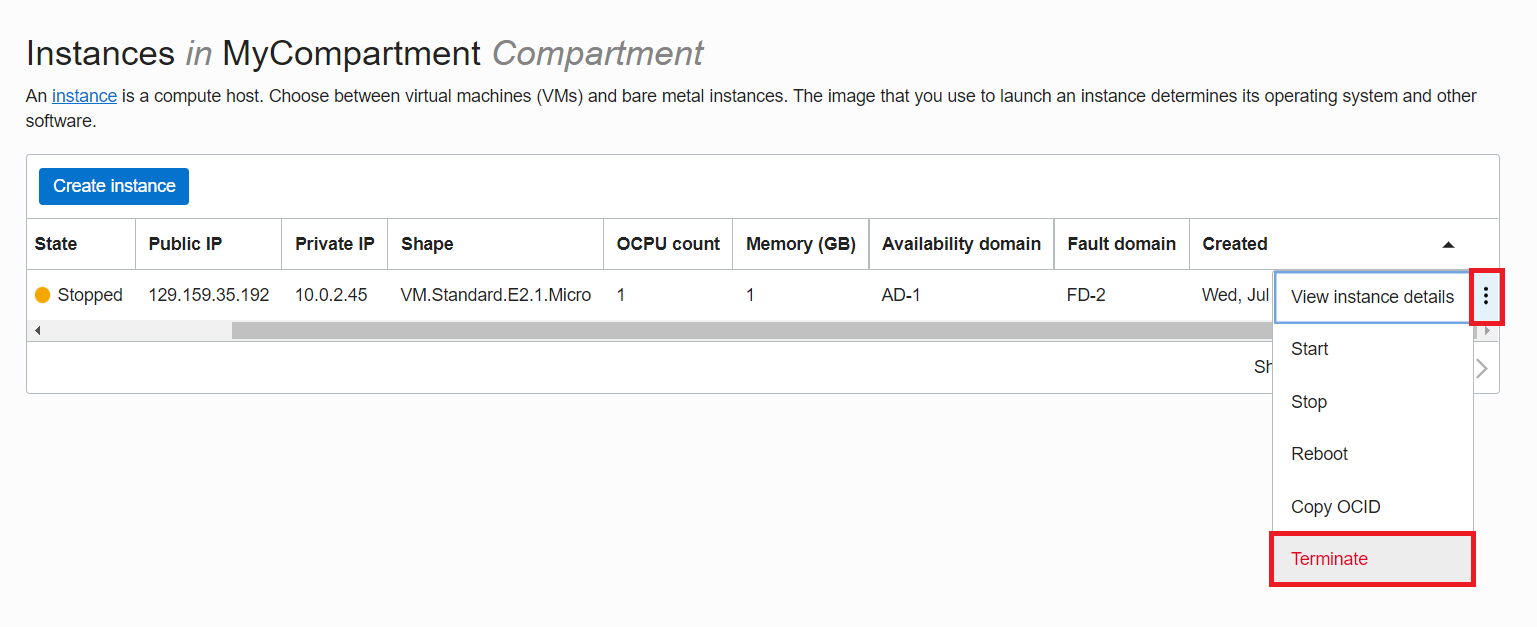 Instances in MyCompartment Compartment
An instance is a compute host. Choose between virtual machines (VMs) and bare metal instances. The image that you use to launch an instance determines its operating system and other
software.
Create instance
State Public IP Private IP Shape OCPU count Memory (GB) Availability domain Fault domain Created
Stopped 129.159.35.192 10.0.2.45 VM.Standard.E2.1.Micro 1 1 AD-1 FD-2 Wed, Jul
View instance details
Start
Sh
Stop
Reboot
Copy OCID
Terminate